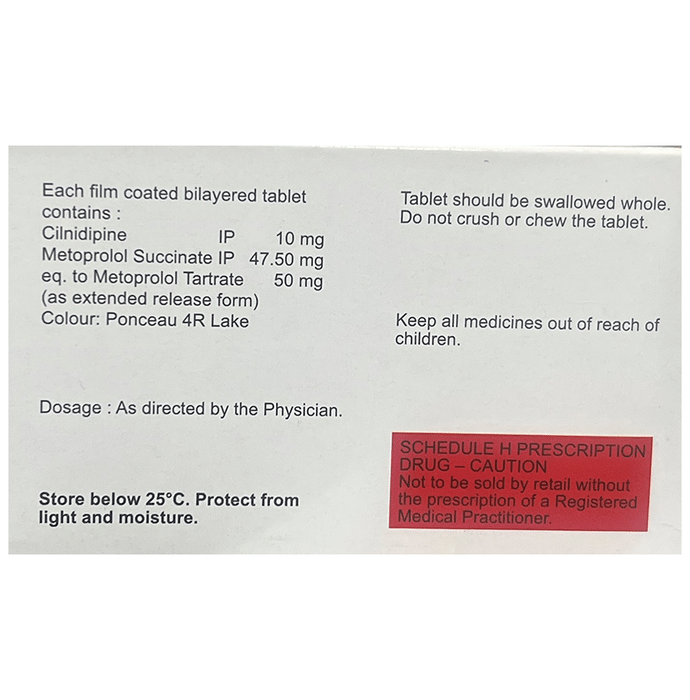 Each film coated bilayered tablet
contains :
Cilnidipine IP 10 mg
Metoprolol Succinate IP 47.50 mg
eq. to Metoprolol Tartrate 50 mg
(as extended release form)
Colour: Ponceau 4R Lake
Dosage : As directed by the Physician.
Store below 25°C. Protect from
light and moisture.
Tablet should be swallowed whole.
Do not crush or chew the tablet.
Keep all medicines out of reach of
children.
SCHEDULE H PRESCRIPTION
DRUG – CAUTION
Not to be sold by retail without
the prescription of a Registered
Medical Practitioner.